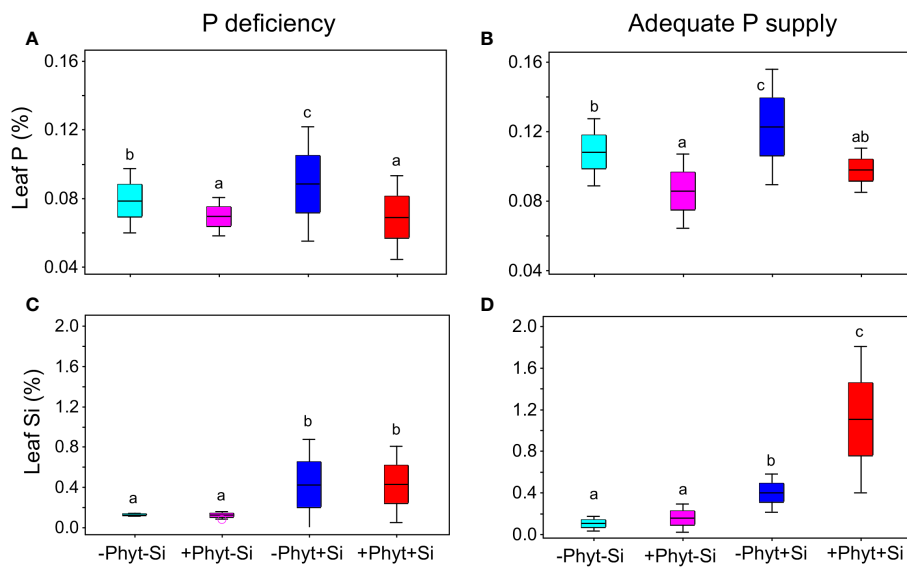 P deficiency
Adequate P supply
A
B
Leaf P (%)
0.16
0.12
0.08
0.04
b
a
c
a
0.16
0.12
0.08
0.04
b
a
c
ab
C
D
Leaf Si (%)
2.0
1.6
1.2
0.8
0.4
0.0
a
a
b
b
2.0
1.6
1.2
0.8
0.4
0.0
a
a
b
c
-Phyt-Si +Phyt-Si -Phyt+Si +Phyt+Si
-Phyt-Si +Phyt-Si -Phyt+Si +Phyt+Si